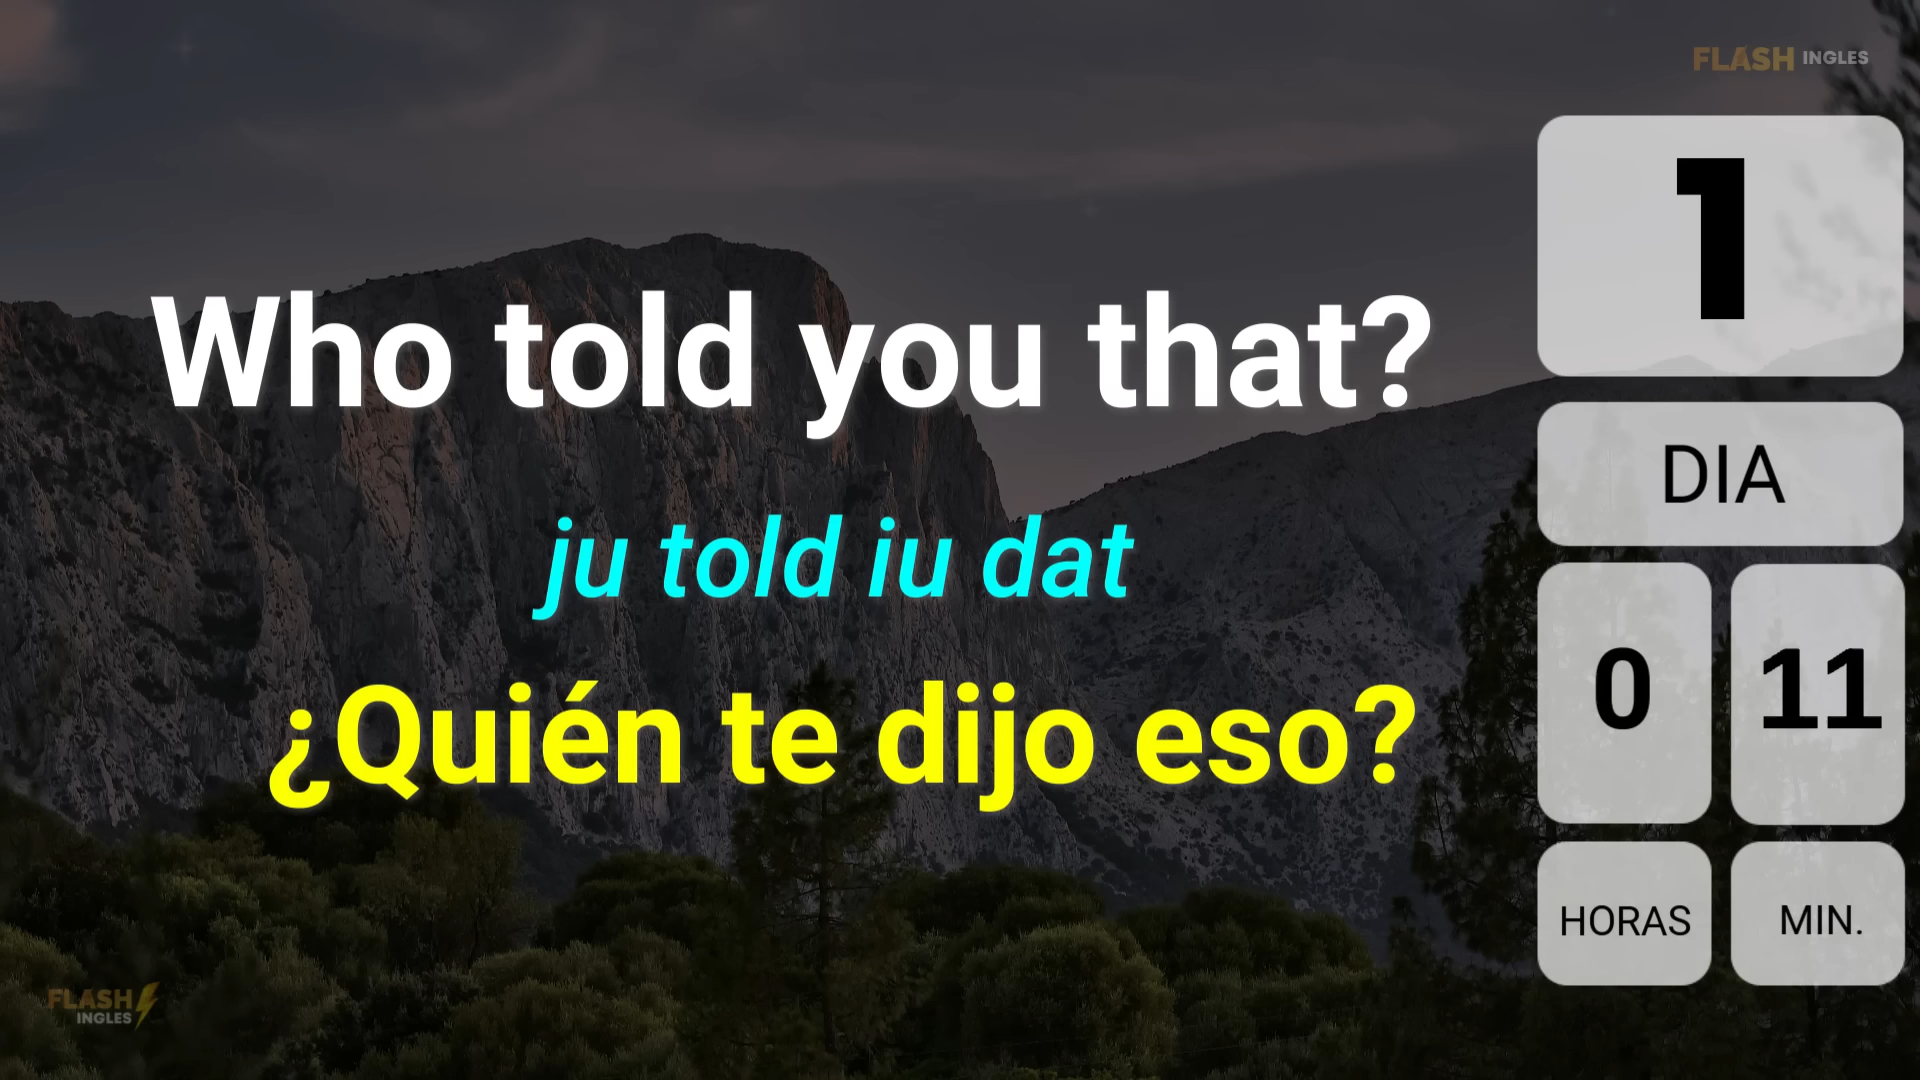 FLASH INGLES
Who told you that?
ju told iu dat
¿Quién te dijo eso?
1
DIA
0 11
HORAS MIN.
FLASH
INGLES